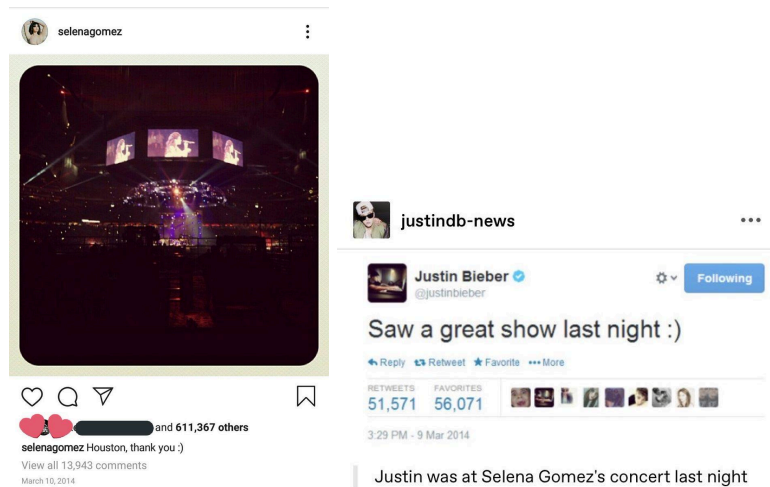 selenagomez
and 611,367 others
selenagomez Houston, thank you :)
View all 13,943 comments
March 10, 2014
justindb-news
Justin Bieber
@justinbieber
Following
Saw a great show last night :)
Reply Retweet Favorite More
RETWEETS FAVORITES
51,571 56,071
3:29 PM - 9 Mar 2014
Justin was at Selena Gomez's concert last night